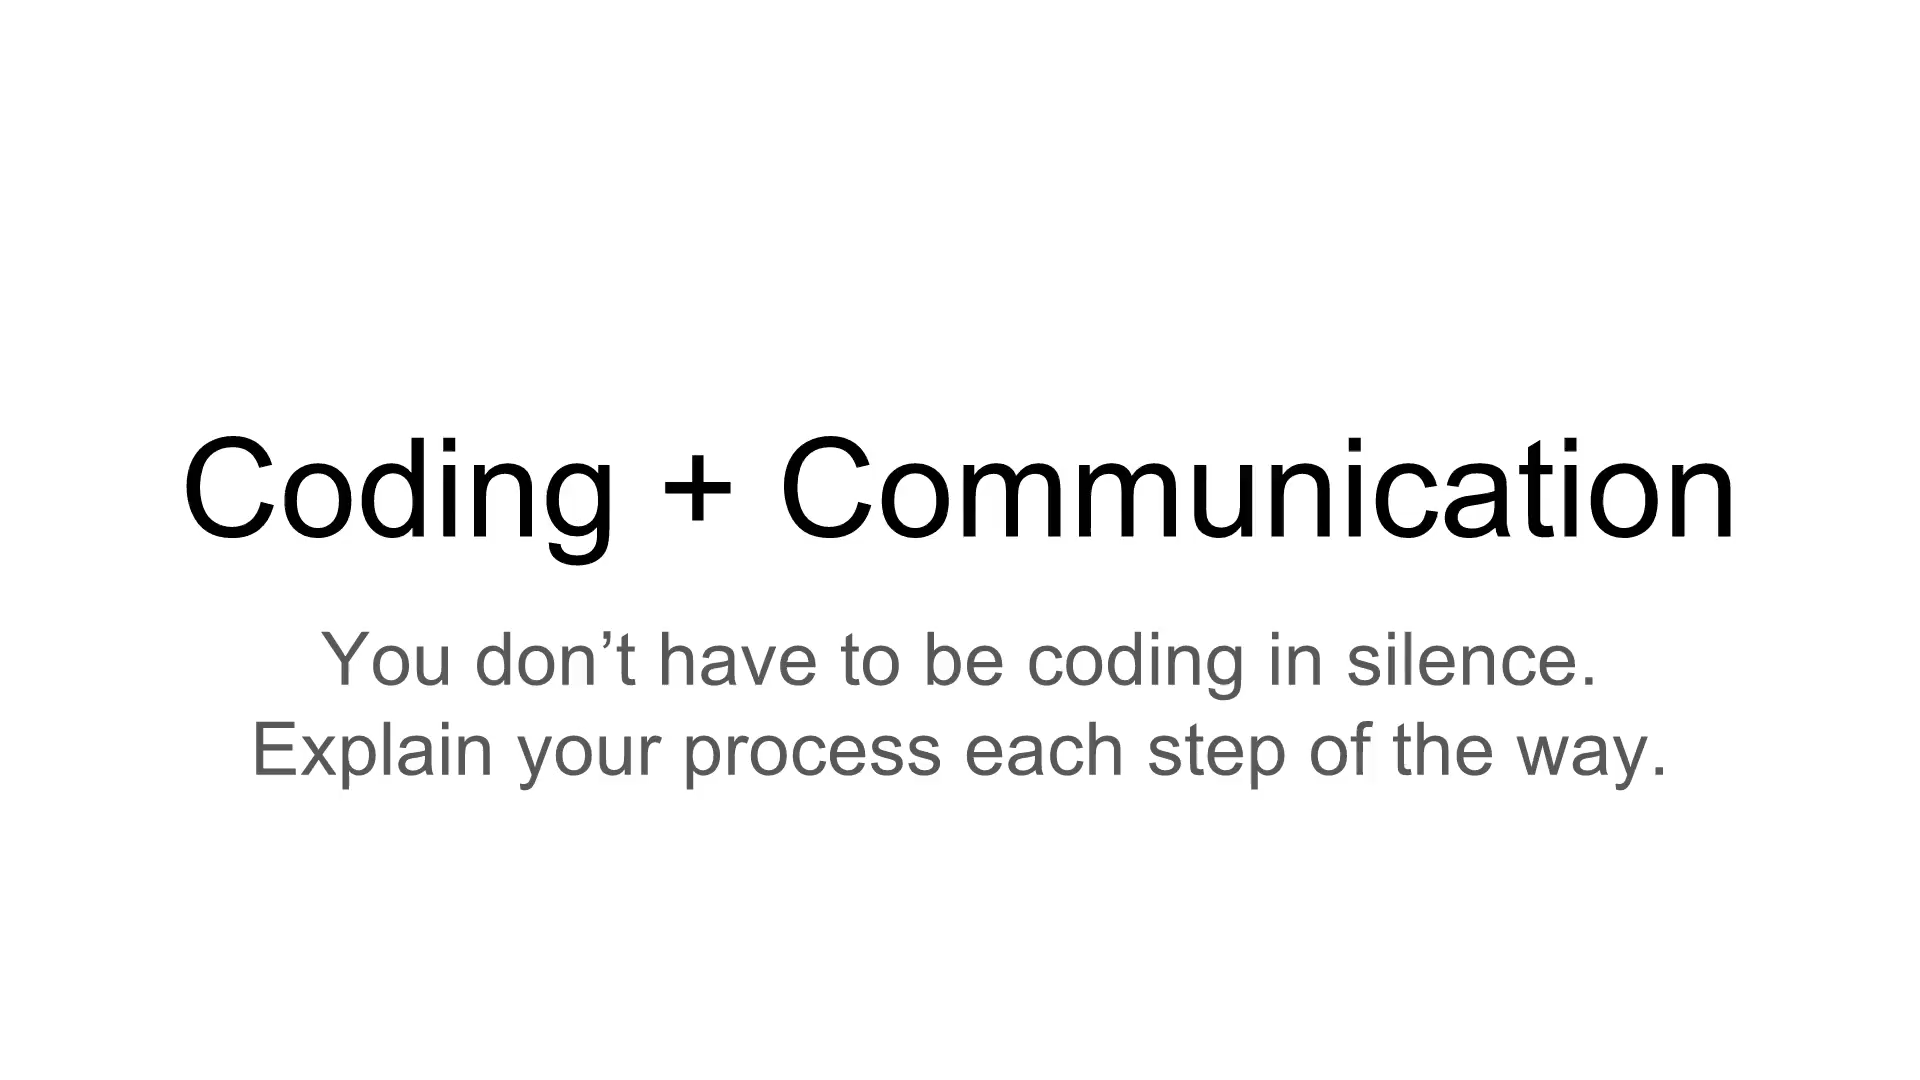 Coding + Communication
You don’t have to be coding in silence.
Explain your process each step of the way.